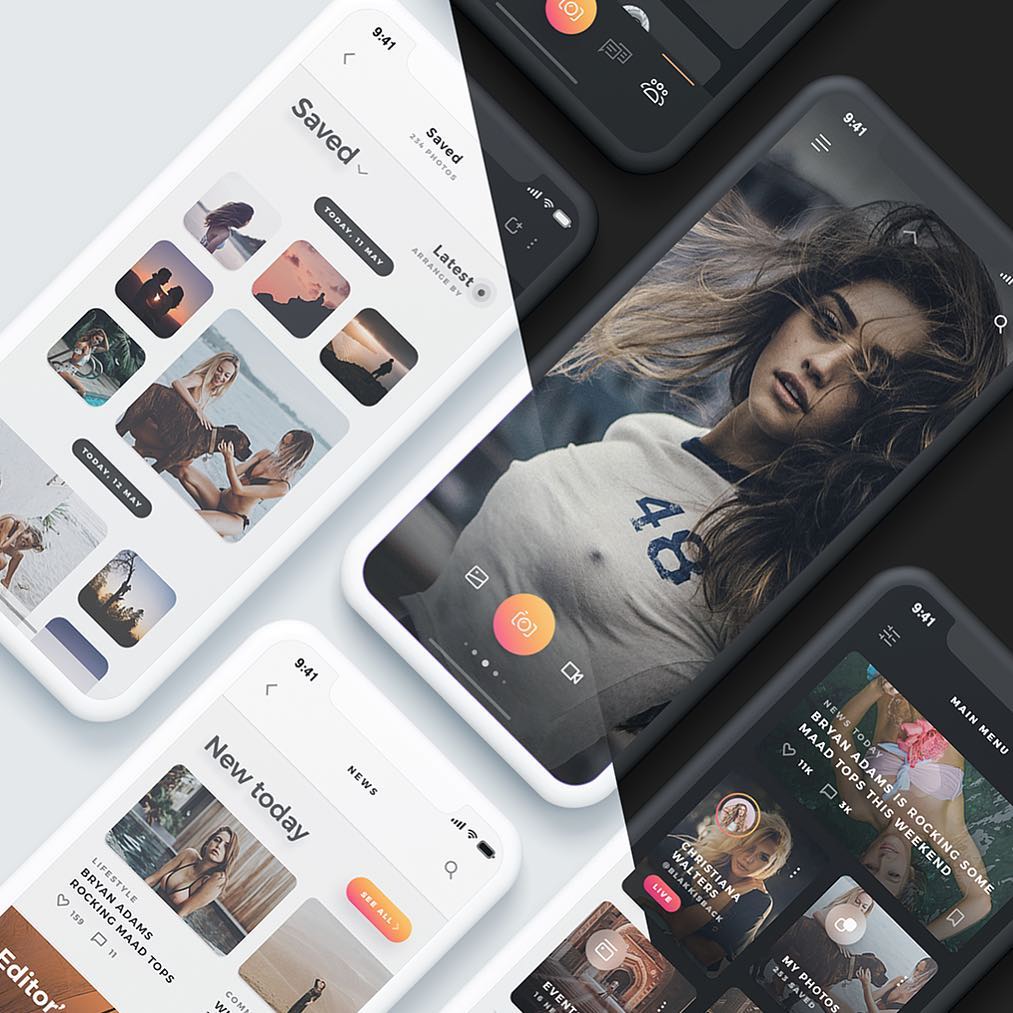 9:41
Saved
Saved
234 PHOTOS
TODAY, 11 MAY
Latest
ARRANGE BY
TODAY, 12 MAY
9:41
48
9:41
NEWS
New today
SEE ALL
LIFESTYLE
BRYAN ADAMS
ROCKING MAAD TOPS
159
11
Editor'
9:41
MAIN MENU
NEWS TODAY
BRYAN ADAMS IS ROCKING SOME
MAAD TOPS THIS WEEKEND
11K
3K
CHRISTIANA
WALTERS
@BLAKKISBACK
LIVE
MY PHOTOS
EVENT